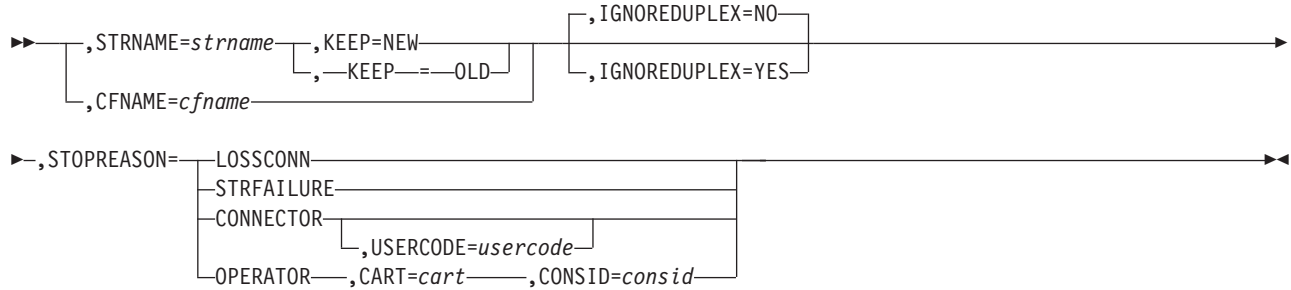 ,IGNOREDUPLEX=NO
,STRNAME=strname ,KEEP=NEW
, KEEP = OLD ,IGNOREDUPLEX=YES
,CFNAME=cfname
,STOPREASON= LOSSCONN
STRFAILURE
CONNECTOR
,USERCODE=usercode
OPERATOR ,CART=cart ,CONSID=consid